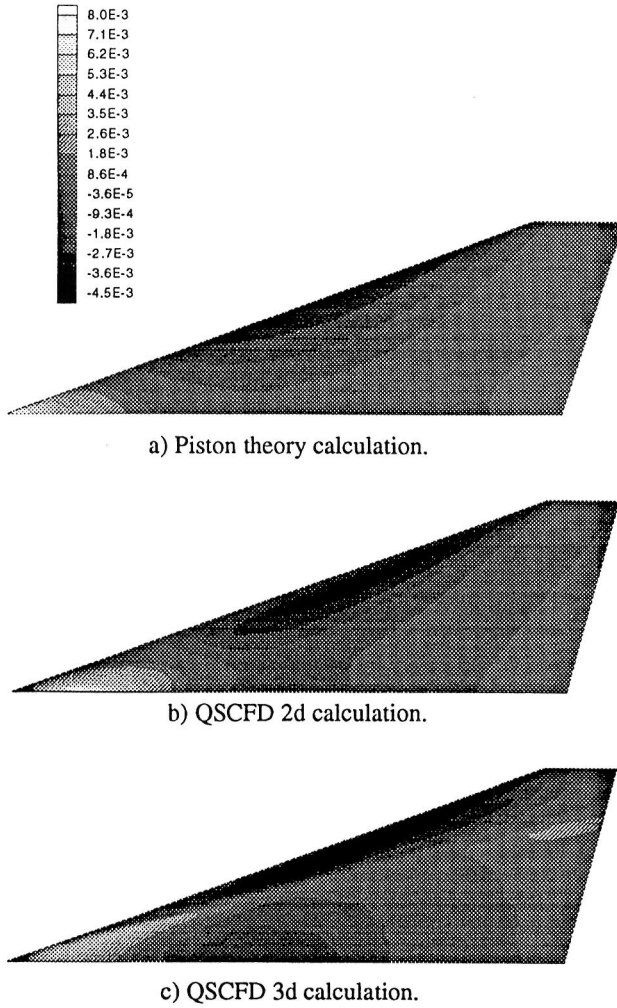 8.0E-3
7.1E-3
6.2E-3
5.3E-3
4.4E-3
3.5E-3
2.6E-3
1.8E-3
8.6E-4
-3.6E-5
-9.3E-4
-1.8E-3
-2.7E-3
-3.6E-3
-4.5E-3
a) Piston theory calculation.
b) QSCFD 2d calculation.
c) QSCFD 3d calculation.